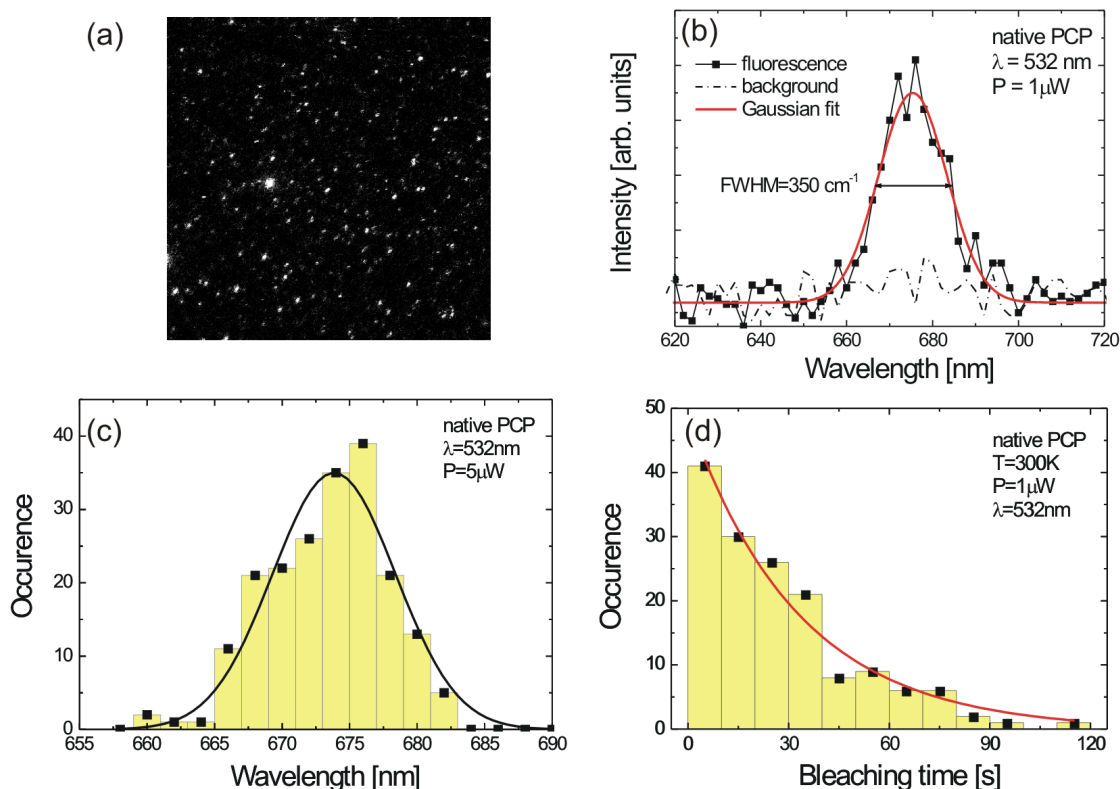 (a)
(b)
native PCP
λ = 532 nm
P = 1μW
fluorescence
background
Gaussian fit
FWHM=350 cm⁻¹
Intensity [arb. units]
620 640 660 680 700 720
Wavelength [nm]
(c)
native PCP
λ=532nm
P=5μW
40
30
20
10
0
Occurence
655 660 665 670 675 680 685 690
Wavelength [nm]
(d)
native PCP
T=300K
P=1μW
λ=532nm
50
40
30
20
10
0
Occurence
0 30 60 90 120
Bleaching time [s]